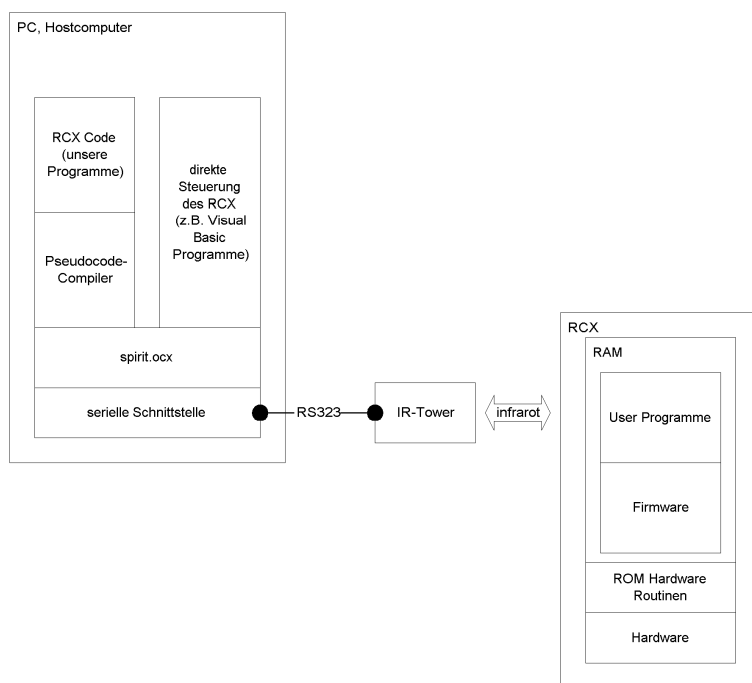 PC, Hostcomputer
RCX Code
(unsere
Programme)
direkte
Steuerung
des RCX
(z.B. Visual
Basic
Programme)
Pseudocode-
Compiler
spirit.ocx
serielle Schnittstelle
RS323
IR-Tower
infrarot
RCX
RAM
User Programme
Firmware
ROM Hardware
Routinen
Hardware